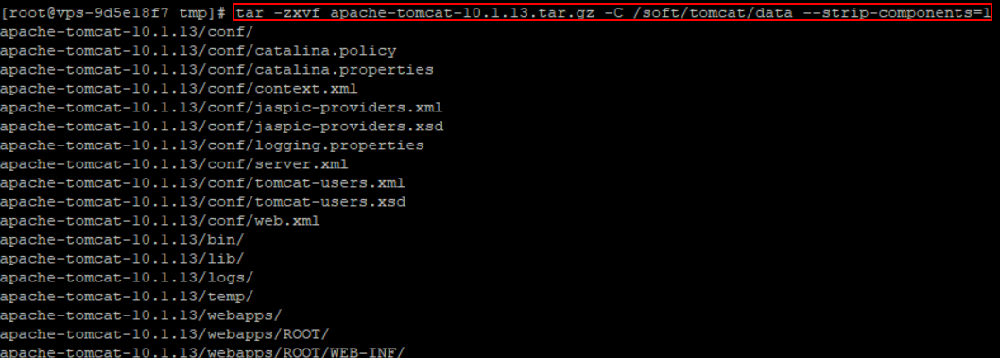 [root@vps-9d5e18f7 tmp]# tar -zxvf apache-tomcat-10.1.13.tar.gz -C /soft/tomcat/data --strip-components=1
apache-tomcat-10.1.13/conf/
apache-tomcat-10.1.13/conf/catalina.policy
apache-tomcat-10.1.13/conf/catalina.properties
apache-tomcat-10.1.13/conf/context.xml
apache-tomcat-10.1.13/conf/jaspic-providers.xml
apache-tomcat-10.1.13/conf/jaspic-providers.xsd
apache-tomcat-10.1.13/conf/logging.properties
apache-tomcat-10.1.13/conf/server.xml
apache-tomcat-10.1.13/conf/tomcat-users.xml
apache-tomcat-10.1.13/conf/tomcat-users.xsd
apache-tomcat-10.1.13/conf/web.xml
apache-tomcat-10.1.13/bin/
apache-tomcat-10.1.13/lib/
apache-tomcat-10.1.13/logs/
apache-tomcat-10.1.13/temp/
apache-tomcat-10.1.13/webapps/
apache-tomcat-10.1.13/webapps/ROOT/
apache-tomcat-10.1.13/webapps/ROOT/WEB-INF/